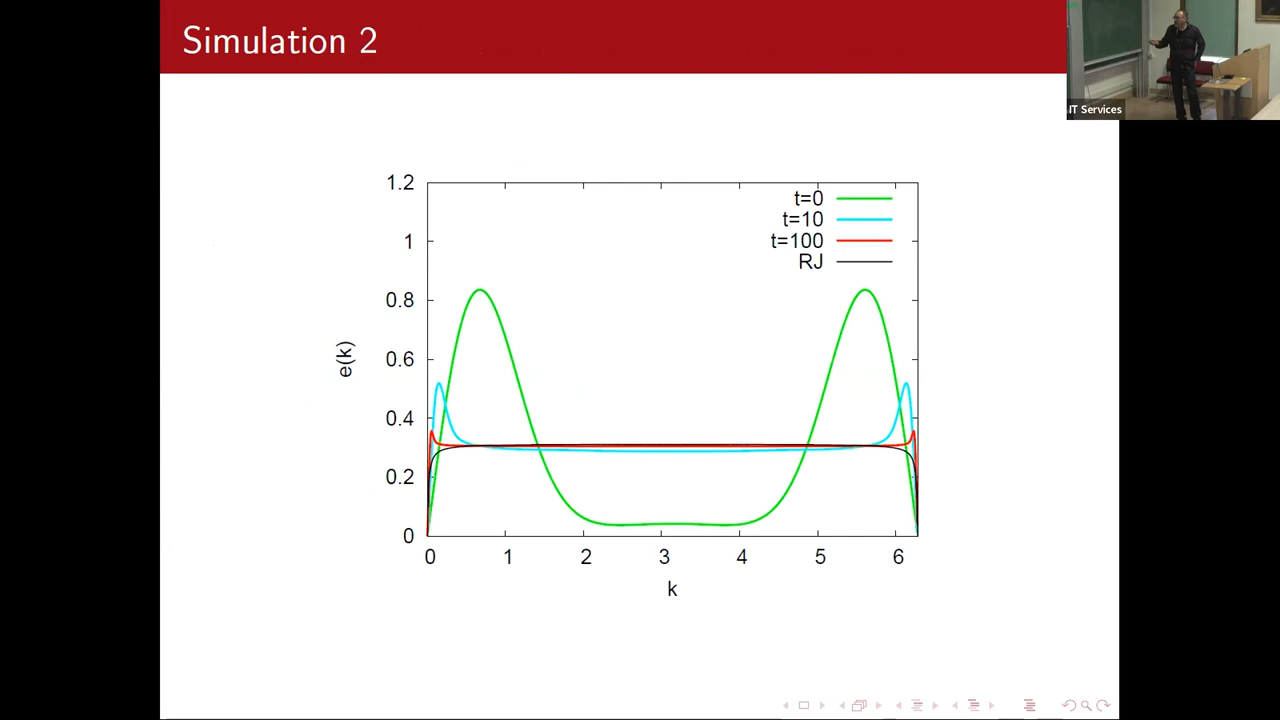 Simulation 2
IT Services
t=0
t=10
t=100
RJ
1.2
1
0.8
0.6
0.4
0.2
0
e(k)
0 1 2 3 4 5 6
k